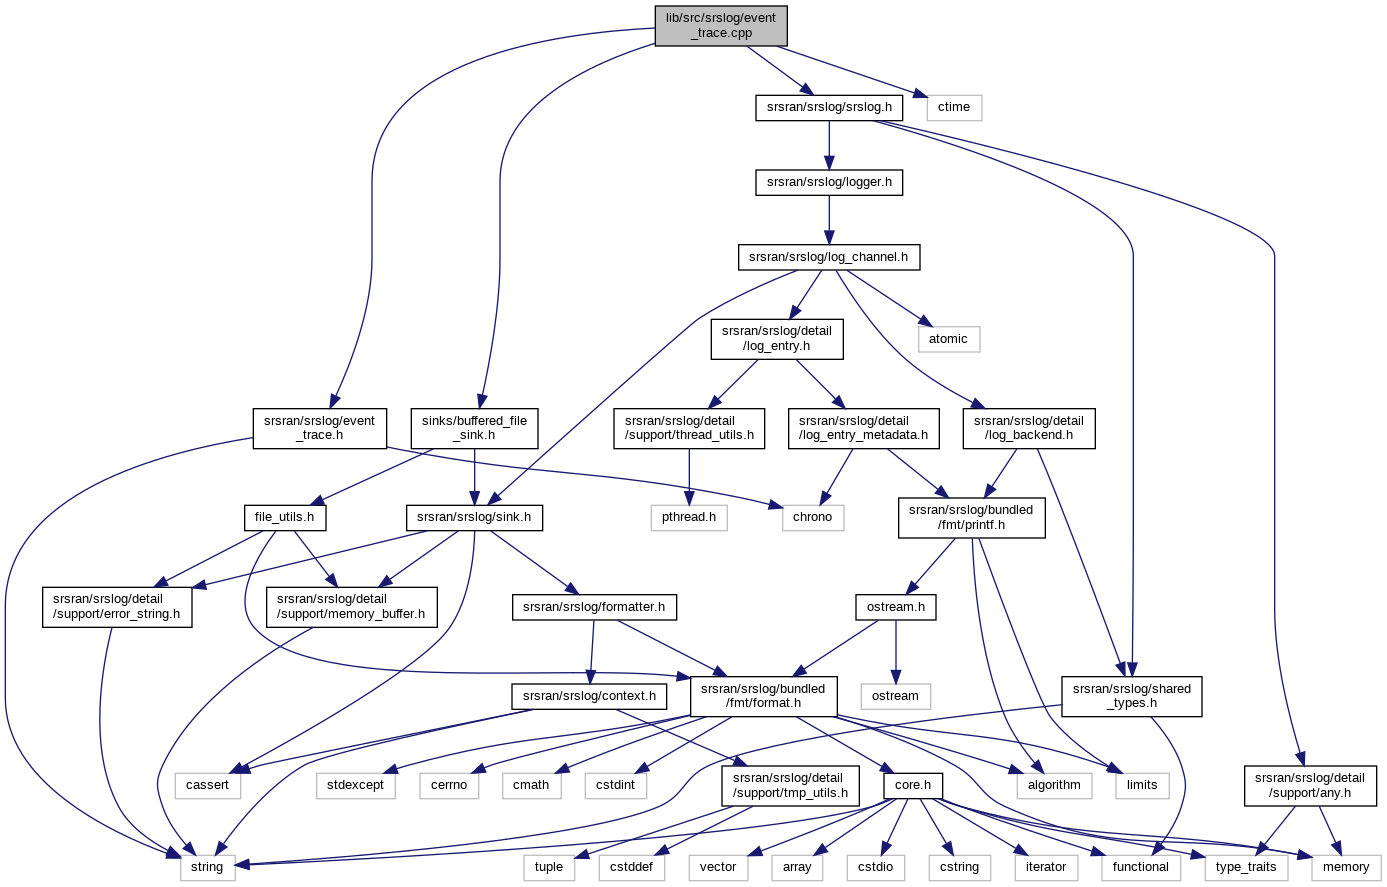 lib/src/srslog/event
_trace.cpp
srsran/srslog/srslog.h
ctime
srsran/srslog/logger.h
srsran/srslog/log_channel.h
srsran/srslog/detail
/log_entry.h
atomic
srsran/srslog/event
_trace.h
sinks/buffered_file
_sink.h
srsran/srslog/detail
/support/thread_utils.h
srsran/srslog/detail
/log_entry_metadata.h
srsran/srslog/detail
/log_backend.h
file_utils.h
srsran/srslog/sink.h
pthread.h
chrono
srsran/srslog/bundled
/fmt/printf.h
srsran/srslog/detail
/support/error_string.h
srsran/srslog/detail
/support/memory_buffer.h
srsran/srslog/formatter.h
ostream.h
srsran/srslog/context.h
srsran/srslog/bundled
/fmt/format.h
ostream
srsran/srslog/shared
_types.h
cassert
stdexcept
cerrno
cmath
cstdint
srsran/srslog/detail
/support/tmp_utils.h
core.h
algorithm
limits
srsran/srslog/detail
/support/any.h
string
tuple
cstddef
vector
array
cstdio
cstring
iterator
functional
type_traits
memory